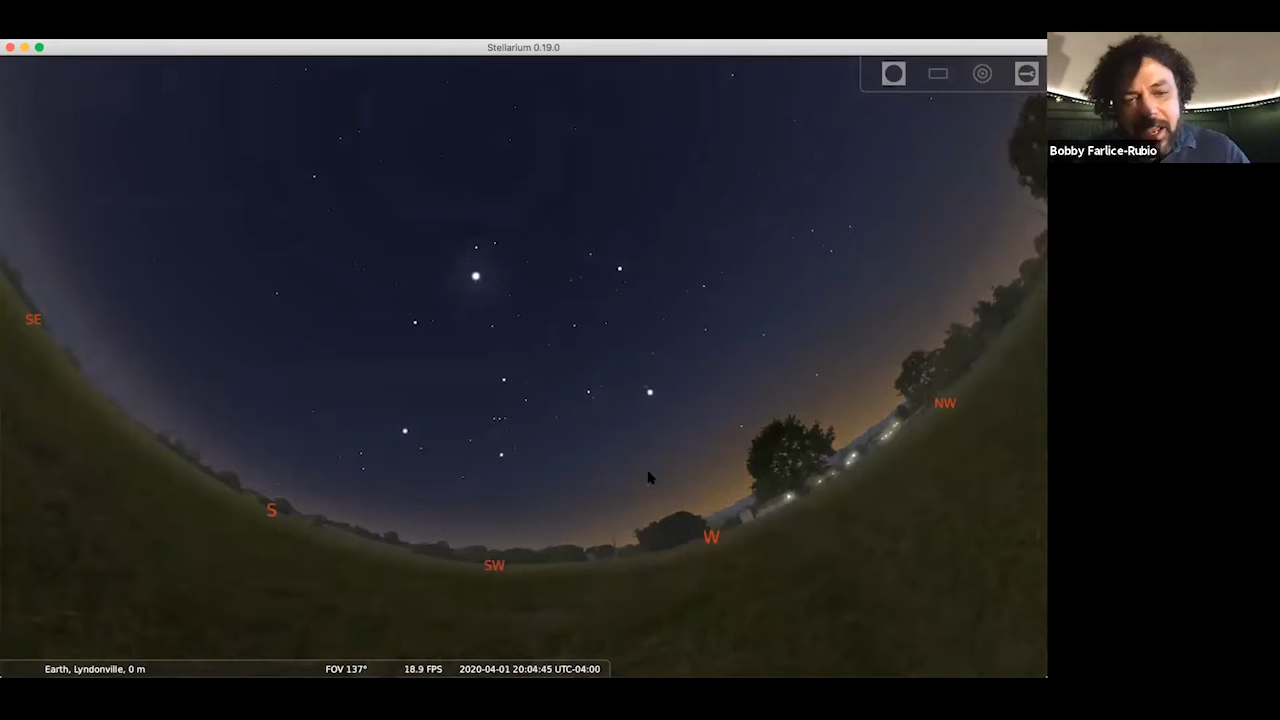 Stellarium 0.19.0
Bobby Farlice-Rubio
SE
NW
S
W
SW
Earth, Lyndonville, 0 m FOV 137° 18.9 FPS 2020-04-01 20:04:45 UTC-04:00